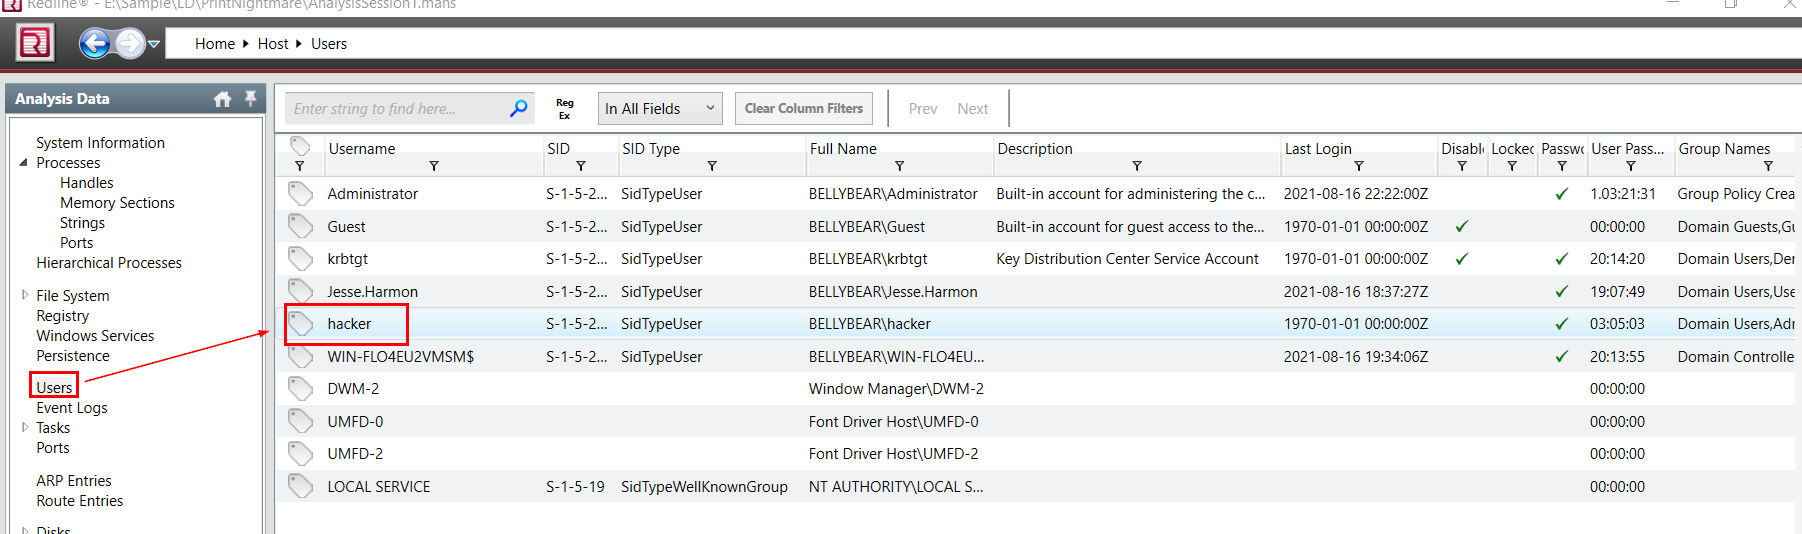 Redline® - E:\Sample\LD\PrintNightmare\AnalysisSession1.mans
Home Host Users
Analysis Data
Enter string to find here...
Reg Ex
In All Fields
Clear Column Filters
Prev Next
System Information
Processes
Handles
Memory Sections
Strings
Ports
Hierarchical Processes
File System
Registry
Windows Services
Persistence
Users
Event Logs
Tasks
Ports
ARP Entries
Route Entries
Disks
Username SID SID Type Full Name Description Last Login Disabl Locked Passwo User Pass... Group Names
Administrator S-1-5-2... SidTypeUser BELLYBEAR\Administrator Built-in account for administering the c... 2021-08-16 22:22:00Z ✓ 1.03:21:31 Group Policy Crea
Guest S-1-5-2... SidTypeUser BELLYBEAR\Guest Built-in account for guest access to the... 1970-01-01 00:00:00Z ✓ 00:00:00 Domain Guests,Gu
krbtgt S-1-5-2... SidTypeUser BELLYBEAR\krbtgt Key Distribution Center Service Account 1970-01-01 00:00:00Z ✓ ✓ 20:14:20 Domain Users,Den
Jesse.Harmon S-1-5-2... SidTypeUser BELLYBEAR\Jesse.Harmon 2021-08-16 18:37:27Z ✓ 19:07:49 Domain Users,Use
hacker S-1-5-2... SidTypeUser BELLYBEAR\hacker 1970-01-01 00:00:00Z ✓ 03:05:03 Domain Users,Adr
WIN-FLO4EU2VMSM$ S-1-5-2... SidTypeUser BELLYBEAR\WIN-FLO4EU... 2021-08-16 19:34:06Z ✓ 20:13:55 Domain Controlle
DWM-2 Window Manager\DWM-2 00:00:00
UMFD-0 Font Driver Host\UMFD-0 00:00:00
UMFD-2 Font Driver Host\UMFD-2 00:00:00
LOCAL SERVICE S-1-5-19 SidTypeWellKnownGroup NT AUTHORITY\LOCAL S... 00:00:00